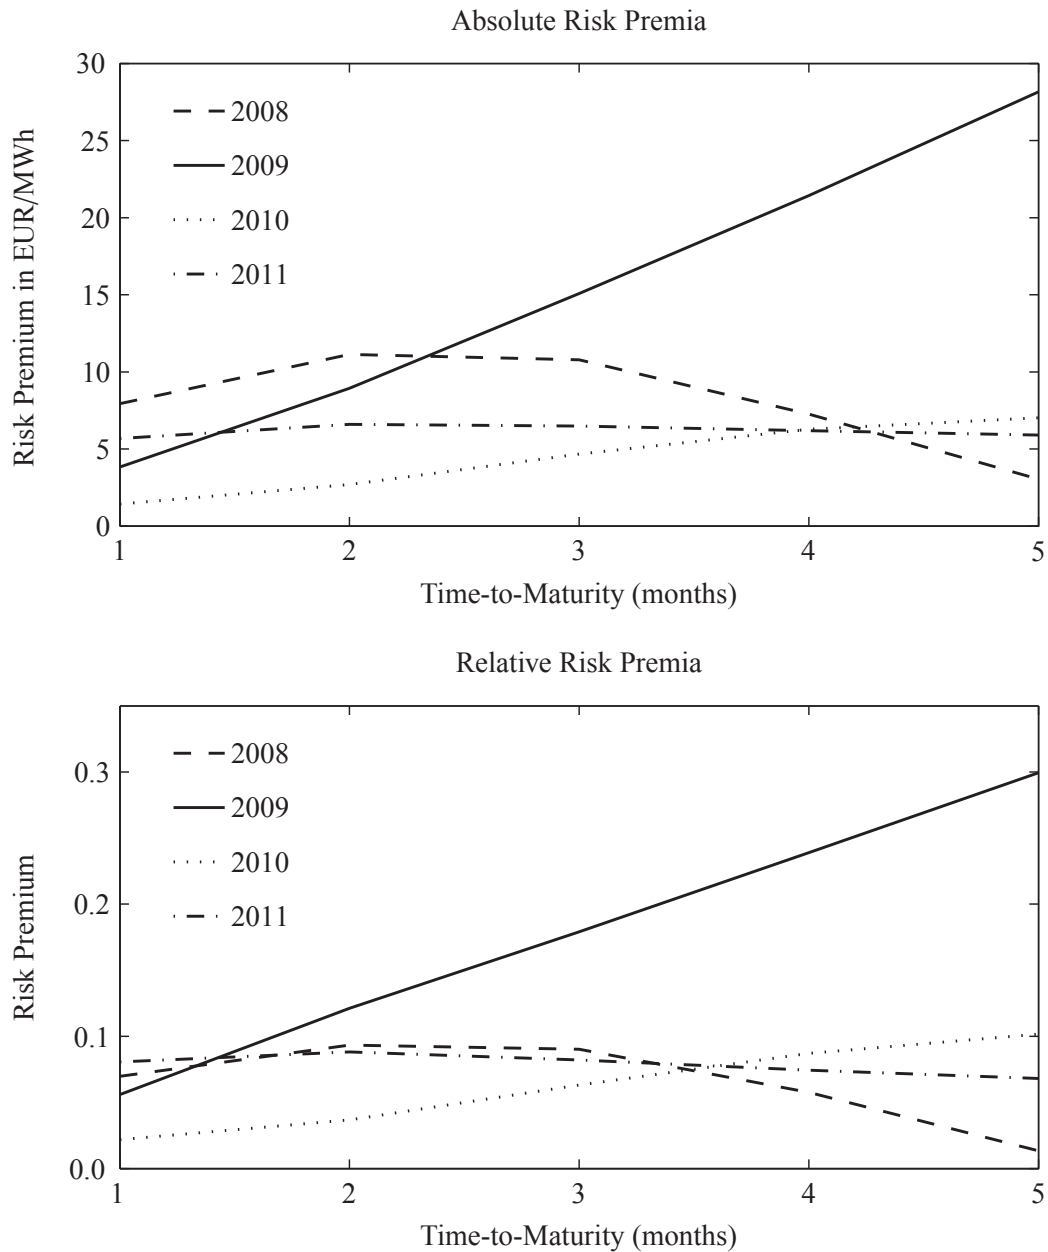 Absolute Risk Premia
Risk Premium in EUR/MWh
30
25
20
15
10
5
0
2008
2009
2010
2011
1 2 3 4 5
Time-to-Maturity (months)
Relative Risk Premia
Risk Premium
0.3
0.2
0.1
0.0
2008
2009
2010
2011
1 2 3 4 5
Time-to-Maturity (months)